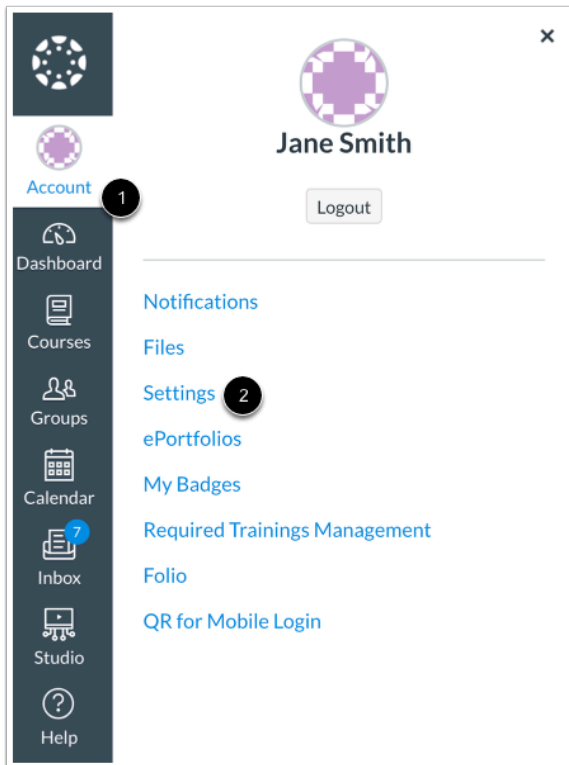 ×
Jane Smith
Logout
Account
1
Dashboard
Courses
Groups
Calendar
7
Inbox
Studio
Help
Notifications
Files
Settings 2
ePortfolios
My Badges
Required Trainings Management
Folio
QR for Mobile Login